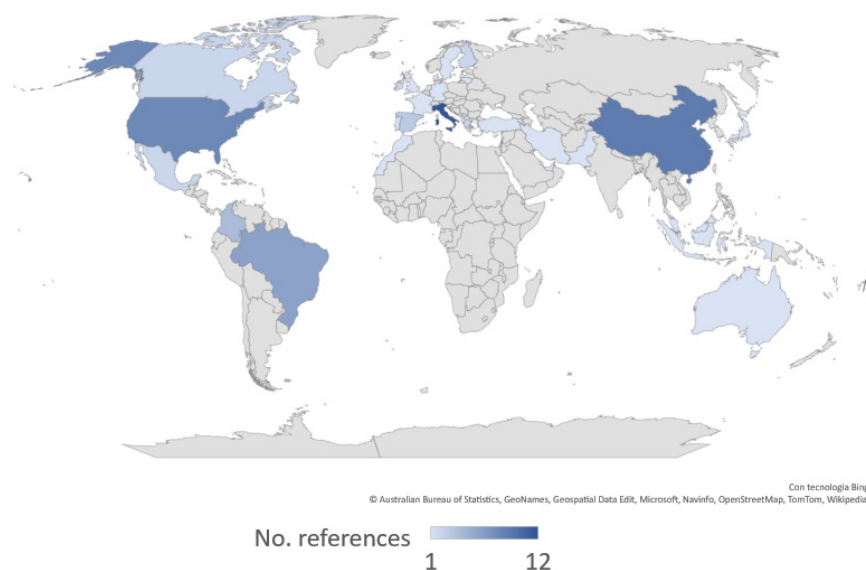 Con tecnologia Bing
© Australian Bureau of Statistics, GeoNames, Geospatial Data Edit, Microsoft, Navinfo, OpenStreetMap, TomTom, Wikipedia
No. references
1 12